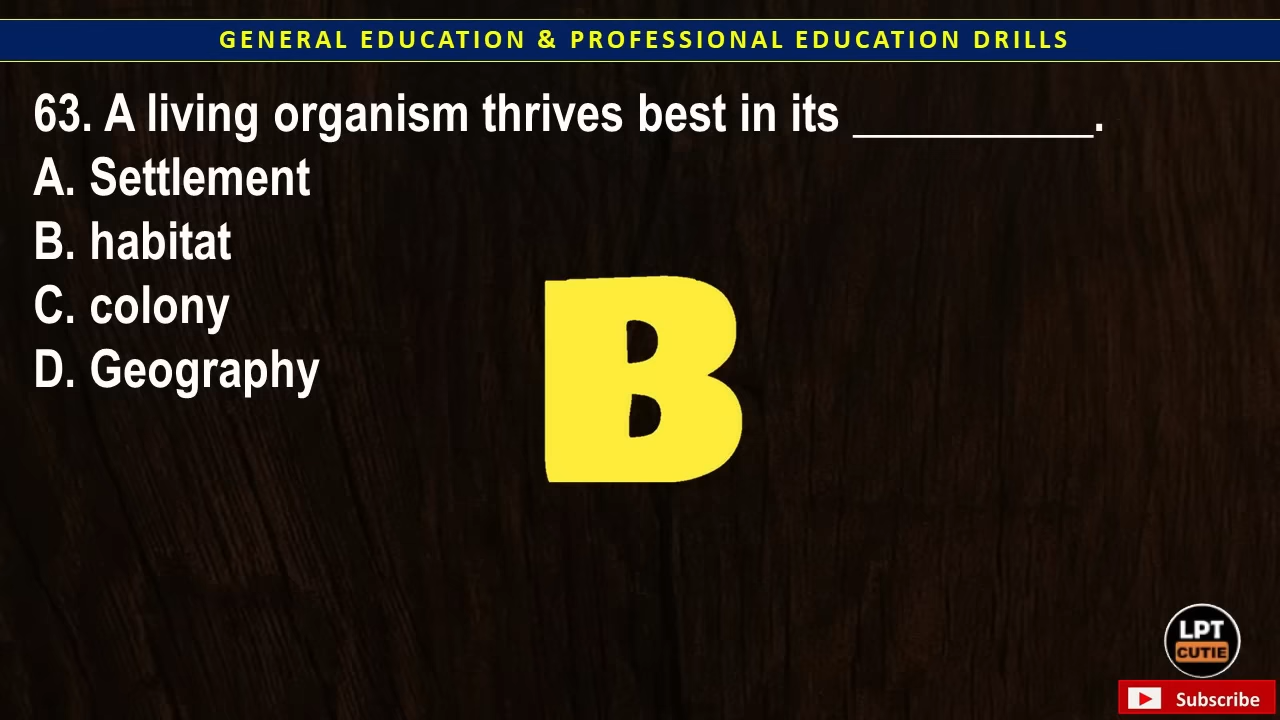 GENERAL EDUCATION & PROFESSIONAL EDUCATION DRILLS
63. A living organism thrives best in its __________.
A. Settlement
B. habitat
C. colony
D. Geography
B
LPT
CUTIE
Subscribe